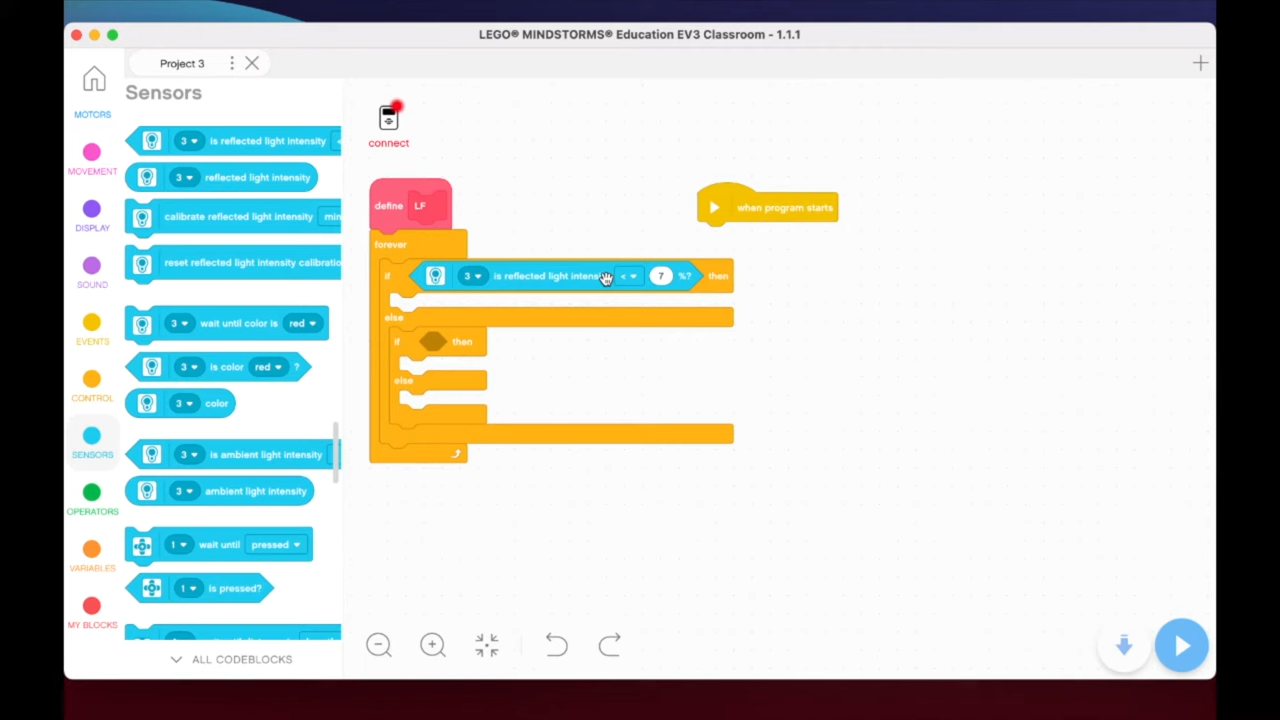 LEGO® MINDSTORMS® Education EV3 Classroom - 1.1.1
Project 3
MOTORS
MOVEMENT
DISPLAY
SOUND
EVENTS
CONTROL
SENSORS
OPERATORS
VARIABLES
MY BLOCKS
Sensors
3 is reflected light intensity <
3 reflected light intensity
calibrate reflected light intensity min
reset reflected light intensity calibratio
3 wait until color is red
3 is color red ?
3 color
3 is ambient light intensity
3 ambient light intensity
1 wait until pressed
1 is pressed?
ALL CODEBLOCKS
connect
define LF
forever
if 3 is reflected light intens < 7 %? then
else
if then
else
when program starts